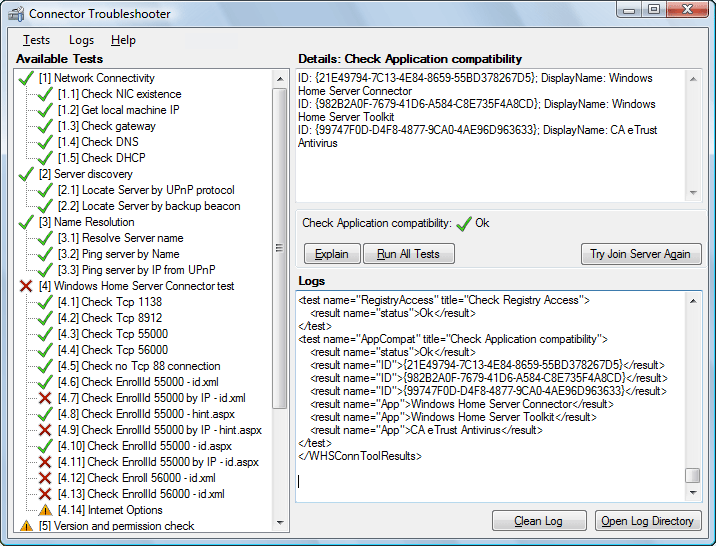 Connector Troubleshooter
Tests Logs Help
Available Tests
[1] Network Connectivity
[1.1] Check NIC existence
[1.2] Get local machine IP
[1.3] Check gateway
[1.4] Check DNS
[1.5] Check DHCP
[2] Server discovery
[2.1] Locate Server by UPnP protocol
[2.2] Locate Server by backup beacon
[3] Name Resolution
[3.1] Resolve Server name
[3.2] Ping server by Name
[3.3] Ping server by IP from UPnP
[4] Windows Home Server Connector test
[4.1] Check Tcp 1138
[4.2] Check Tcp 8912
[4.3] Check Tcp 55000
[4.4] Check Tcp 56000
[4.5] Check no Tcp 88 connection
[4.6] Check EnrollId 55000 - id.xml
[4.7] Check EnrollId 55000 by IP - id.xml
[4.8] Check EnrollId 55000 - hint.aspx
[4.9] Check EnrollId 55000 by IP - hint.aspx
[4.10] Check EnrollId 55000 - id.aspx
[4.11] Check EnrollId 55000 by IP - id.aspx
[4.12] Check Enroll 56000 - id.xml
[4.13] Check EnrollId 56000 - id.xml
[4.14] Internet Options
[5] Version and permission check
Details: Check Application compatibility
ID: {21E49794-7C13-4E84-8659-55BD378267D5}; DisplayName: Windows
Home Server Connector
ID: {982B2A0F-7679-41D6-A584-C8E735F4A8CD}; DisplayName: Windows
Home Server Toolkit
ID: {99747F0D-D4F8-4877-9CA0-4AE96D963633}; DisplayName: CA eTrust
Antivirus
Check Application compatibility: Ok
Explain Run All Tests Try Join Server Again
Logs
<test name="RegistryAccess" title="Check Registry Access">
<result name="status">Ok</result>
</test>
<test name="AppCompat" title="Check Application compatibility">
<result name="status">Ok</result>
<result name="ID">{21E49794-7C13-4E84-8659-55BD378267D5}</result>
<result name="ID">{982B2A0F-7679-41D6-A584-C8E735F4A8CD}</result>
<result name="ID">{99747F0D-D4F8-4877-9CA0-4AE96D963633}</result>
<result name="App">Windows Home Server Connector</result>
<result name="App">Windows Home Server Toolkit</result>
<result name="App">CA eTrust Antivirus</result>
</test>
</WHSConnToolResults>
Clean Log Open Log Directory